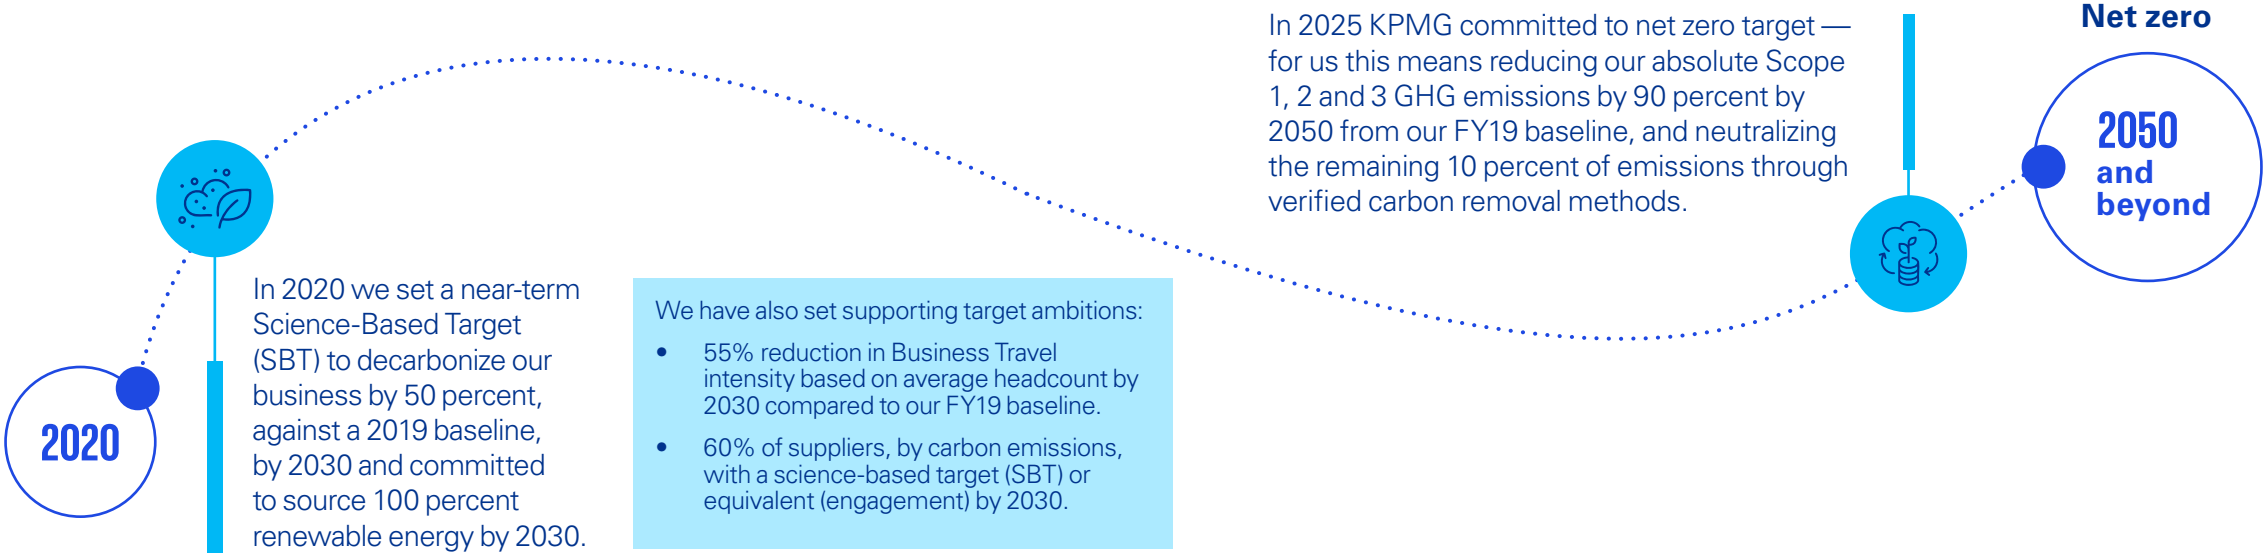 2020
In 2020 we set a near-term
Science-Based Target
(SBT) to decarbonize our
business by 50 percent,
against a 2019 baseline,
by 2030 and committed
to source 100 percent
renewable energy by 2030.
We have also set supporting target ambitions:
• 55% reduction in Business Travel
intensity based on average headcount by
2030 compared to our FY19 baseline.
• 60% of suppliers, by carbon emissions,
with a science-based target (SBT) or
equivalent (engagement) by 2030.
In 2025 KPMG committed to net zero target —
for us this means reducing our absolute Scope
1, 2 and 3 GHG emissions by 90 percent by
2050 from our FY19 baseline, and neutralizing
the remaining 10 percent of emissions through
verified carbon removal methods.
Net zero
2050
and
beyond